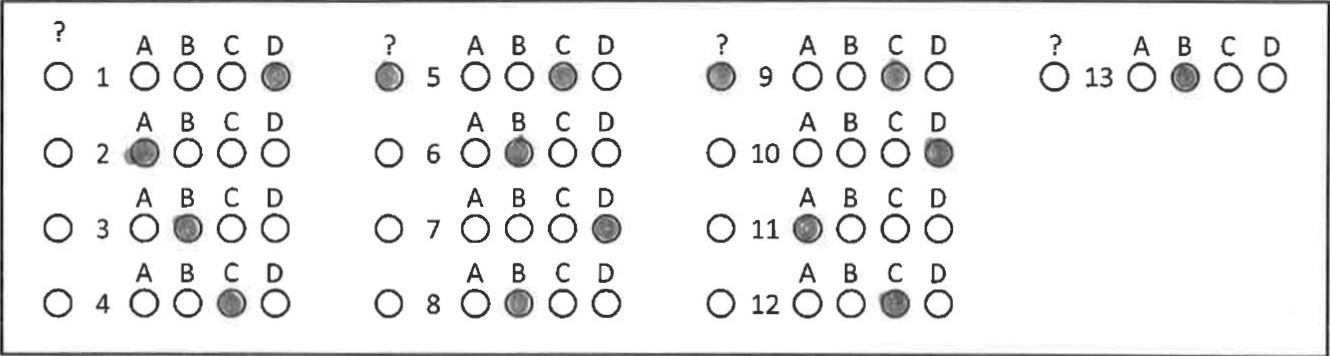 ? A B C D ? A B C D ? A B C D ? A B C D
1 5 9 13
A B C D A B C D A B C D
2 6 10
A B C D A B C D A B C D
3 7 11
A B C D A B C D A B C D
4 8 12